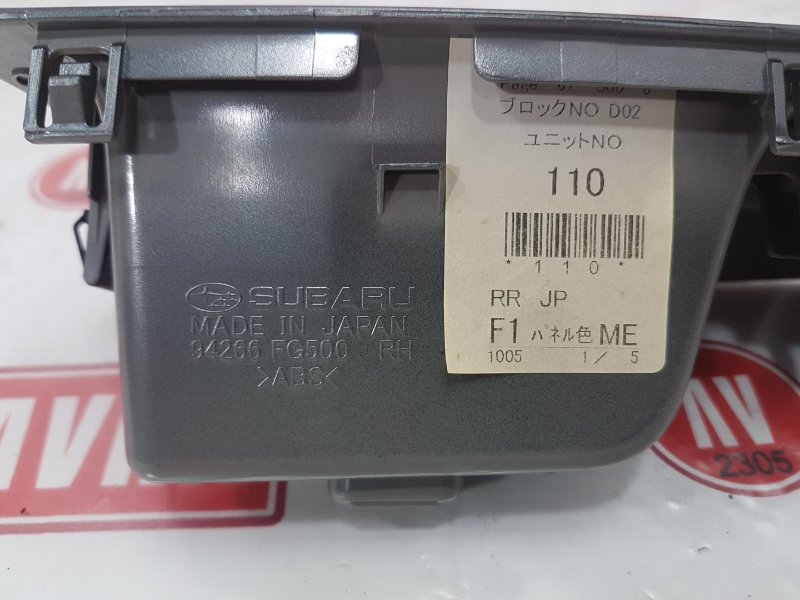 ブロックNO D02
ユニットNO
110
*110*
RR JP
F1 パネル色 ME
1005 1/ 5
SUBARU
MADE IN JAPAN
94266 FG500 RH
>ABS<
2305